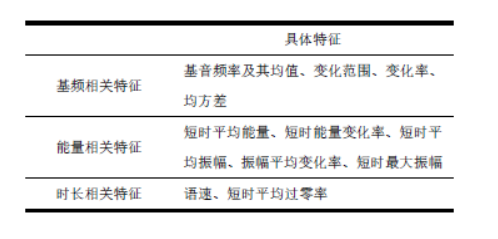 具体特征
基频相关特征
基音频率及其均值、变化范围、变化率、
均方差
能量相关特征
短时平均能量、短时能量变化率、短时平
均振幅、振幅平均变化率、短时最大振幅
时长相关特征
语速、短时平均过零率